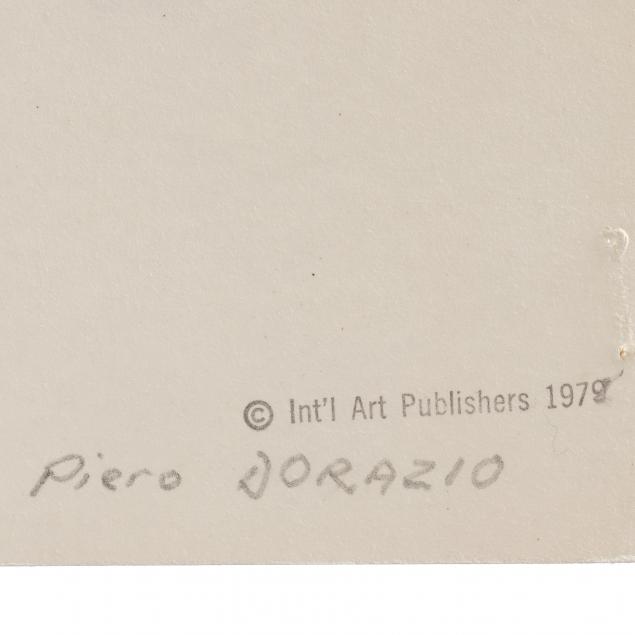 © Int'l Art Publishers 1979
Piero DORAZIO